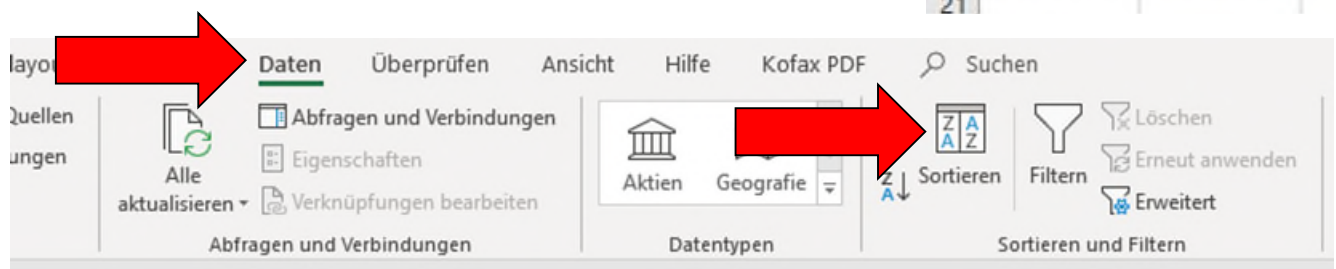 21
layou Daten Überprüfen Ansicht Hilfe Kofax PDF Suchen
Quellen Abfragen und Verbindungen Löschen
ungen Eigenschaften Erneut anwenden
Alle aktualisieren Verknüpfungen bearbeiten Aktien Geografie Z A Sortieren Z A A Z Filtern Erweitert
Abfragen und Verbindungen Datentypen Sortieren und Filtern